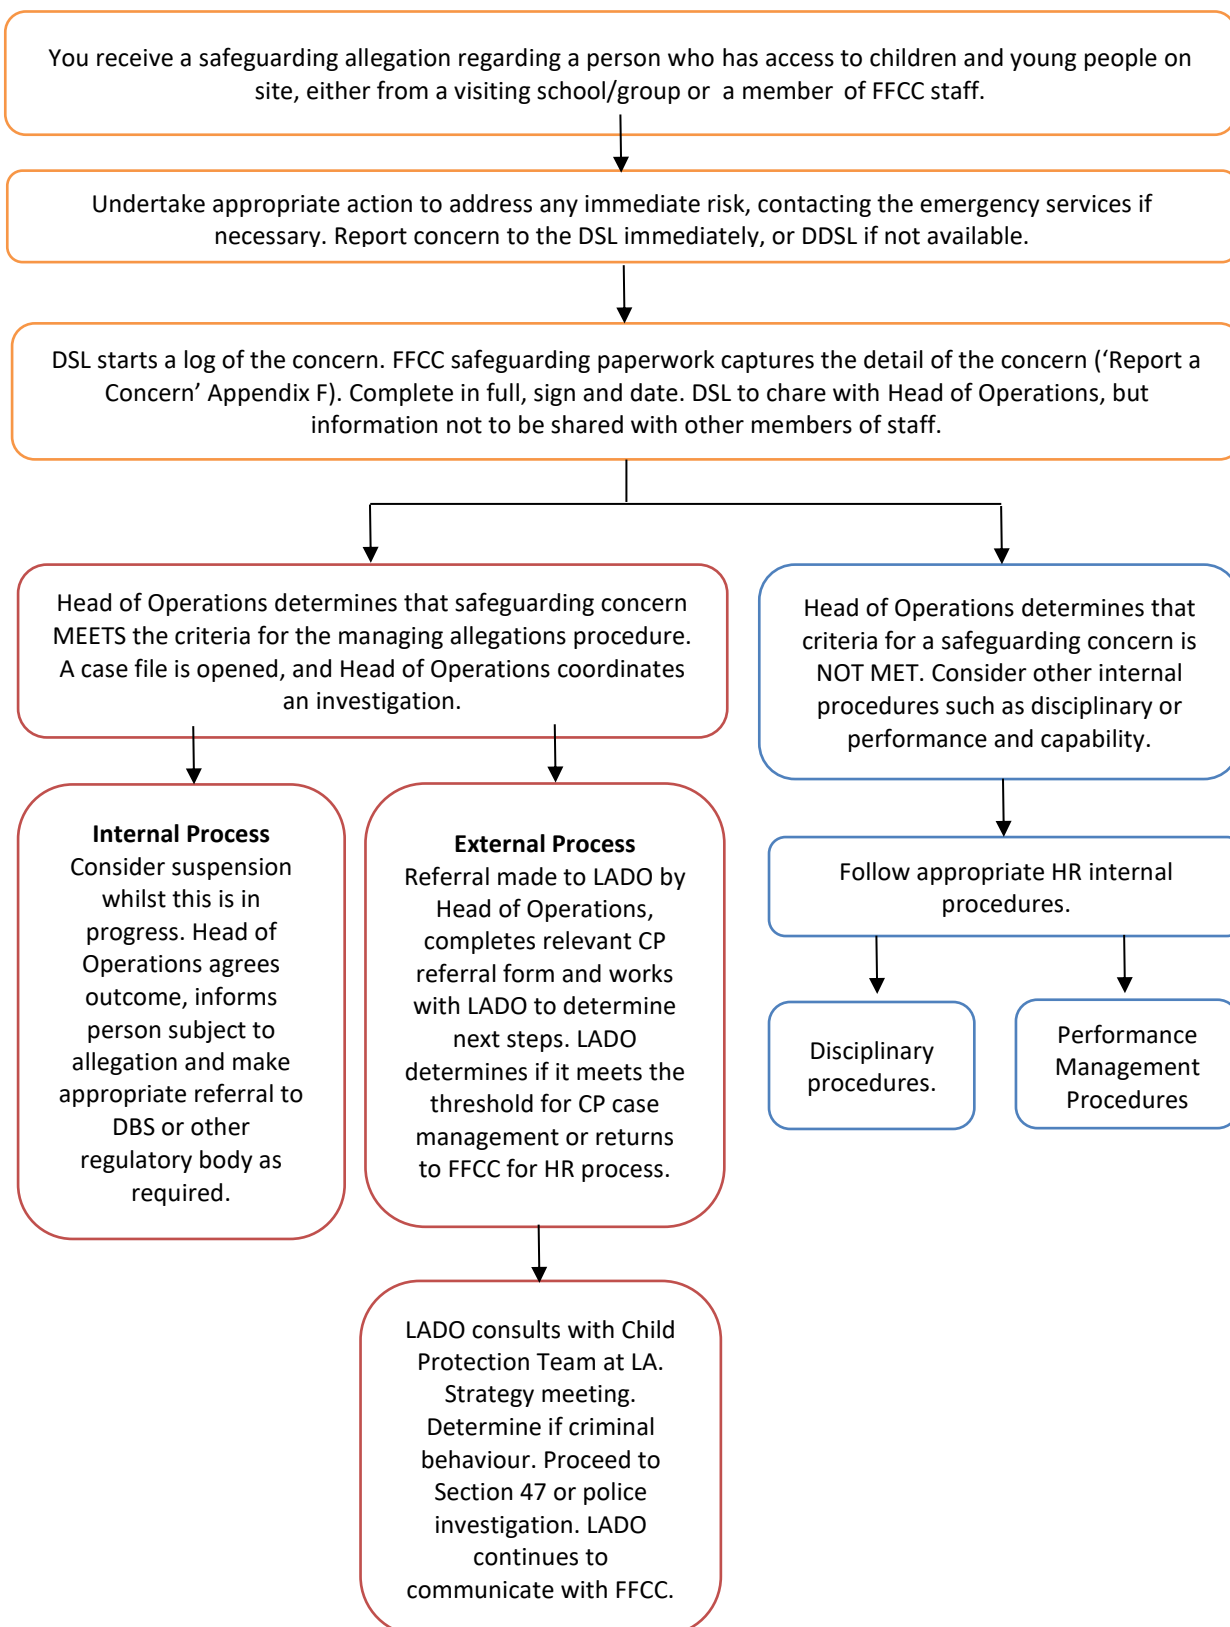 You receive a safeguarding allegation regarding a person who has access to children and young people on
site, either from a visiting school/group or a member of FFCC staff.
Undertake appropriate action to address any immediate risk, contacting the emergency services if
necessary. Report concern to the DSL immediately, or DDSL if not available.
DSL starts a log of the concern. FFCC safeguarding paperwork captures the detail of the concern (‘Report a
Concern’ Appendix F). Complete in full, sign and date. DSL to chare with Head of Operations, but
information not to be shared with other members of staff.
Head of Operations determines that safeguarding concern
MEETS the criteria for the managing allegations procedure.
A case file is opened, and Head of Operations coordinates
an investigation.
Head of Operations determines that
criteria for a safeguarding concern is
NOT MET. Consider other internal
procedures such as disciplinary or
performance and capability.
Internal Process
Consider suspension
whilst this is in
progress. Head of
Operations agrees
outcome, informs
person subject to
allegation and make
appropriate referral to
DBS or other
regulatory body as
required.
External Process
Referral made to LADO by
Head of Operations,
completes relevant CP
referral form and works
with LADO to determine
next steps. LADO
determines if it meets the
threshold for CP case
management or returns
to FFCC for HR process.
Follow appropriate HR internal
procedures.
Disciplinary
procedures.
Performance
Management
Procedures
LADO consults with Child
Protection Team at LA.
Strategy meeting.
Determine if criminal
behaviour. Proceed to
Section 47 or police
investigation. LADO
continues to
communicate with FFCC.